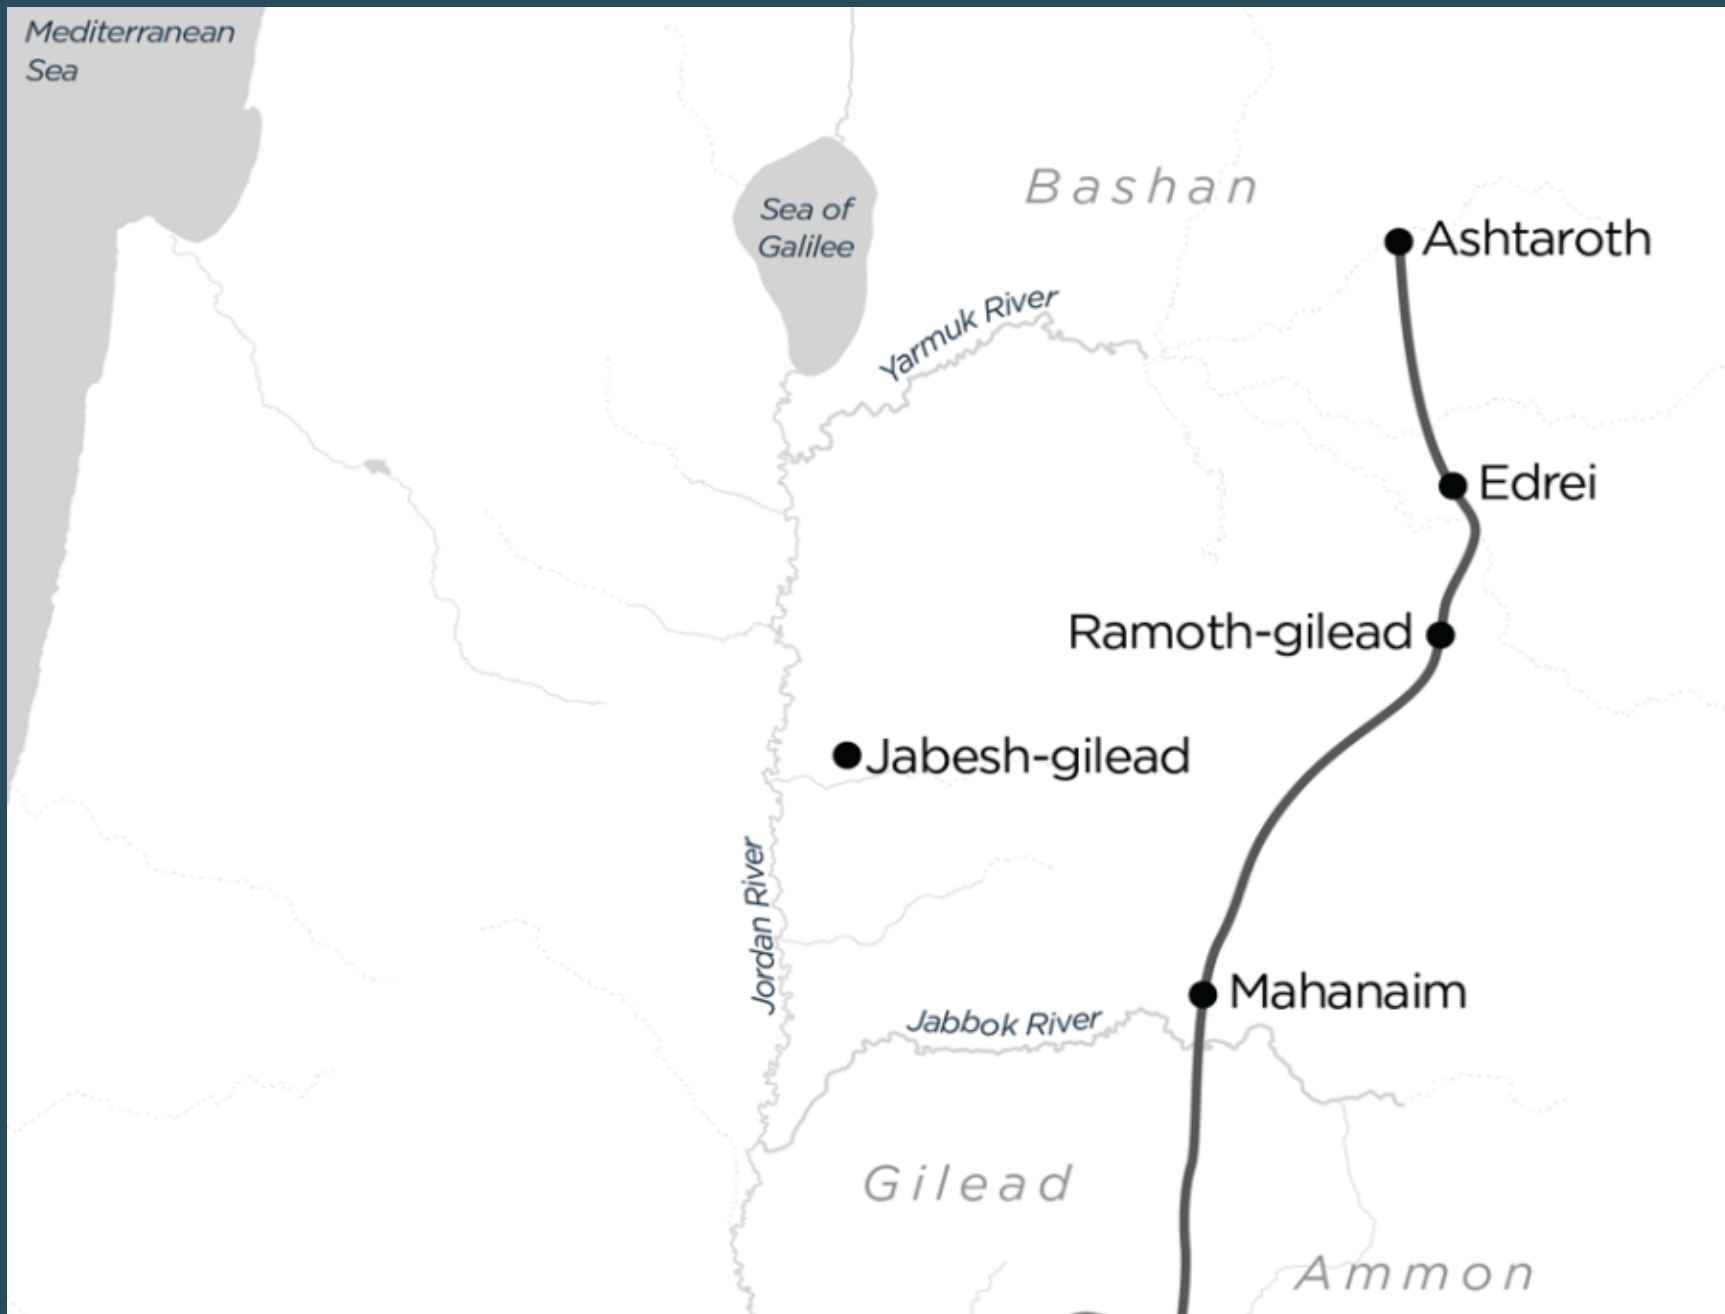 Mediterranean
Sea
Bashan
Sea of
Galilee
Ashtaroth
Yarmuk River
Edrei
Ramoth-gilead
Jabesh-gilead
Jordan River
Mahanaim
Jabbok River
Gilead
Ammon